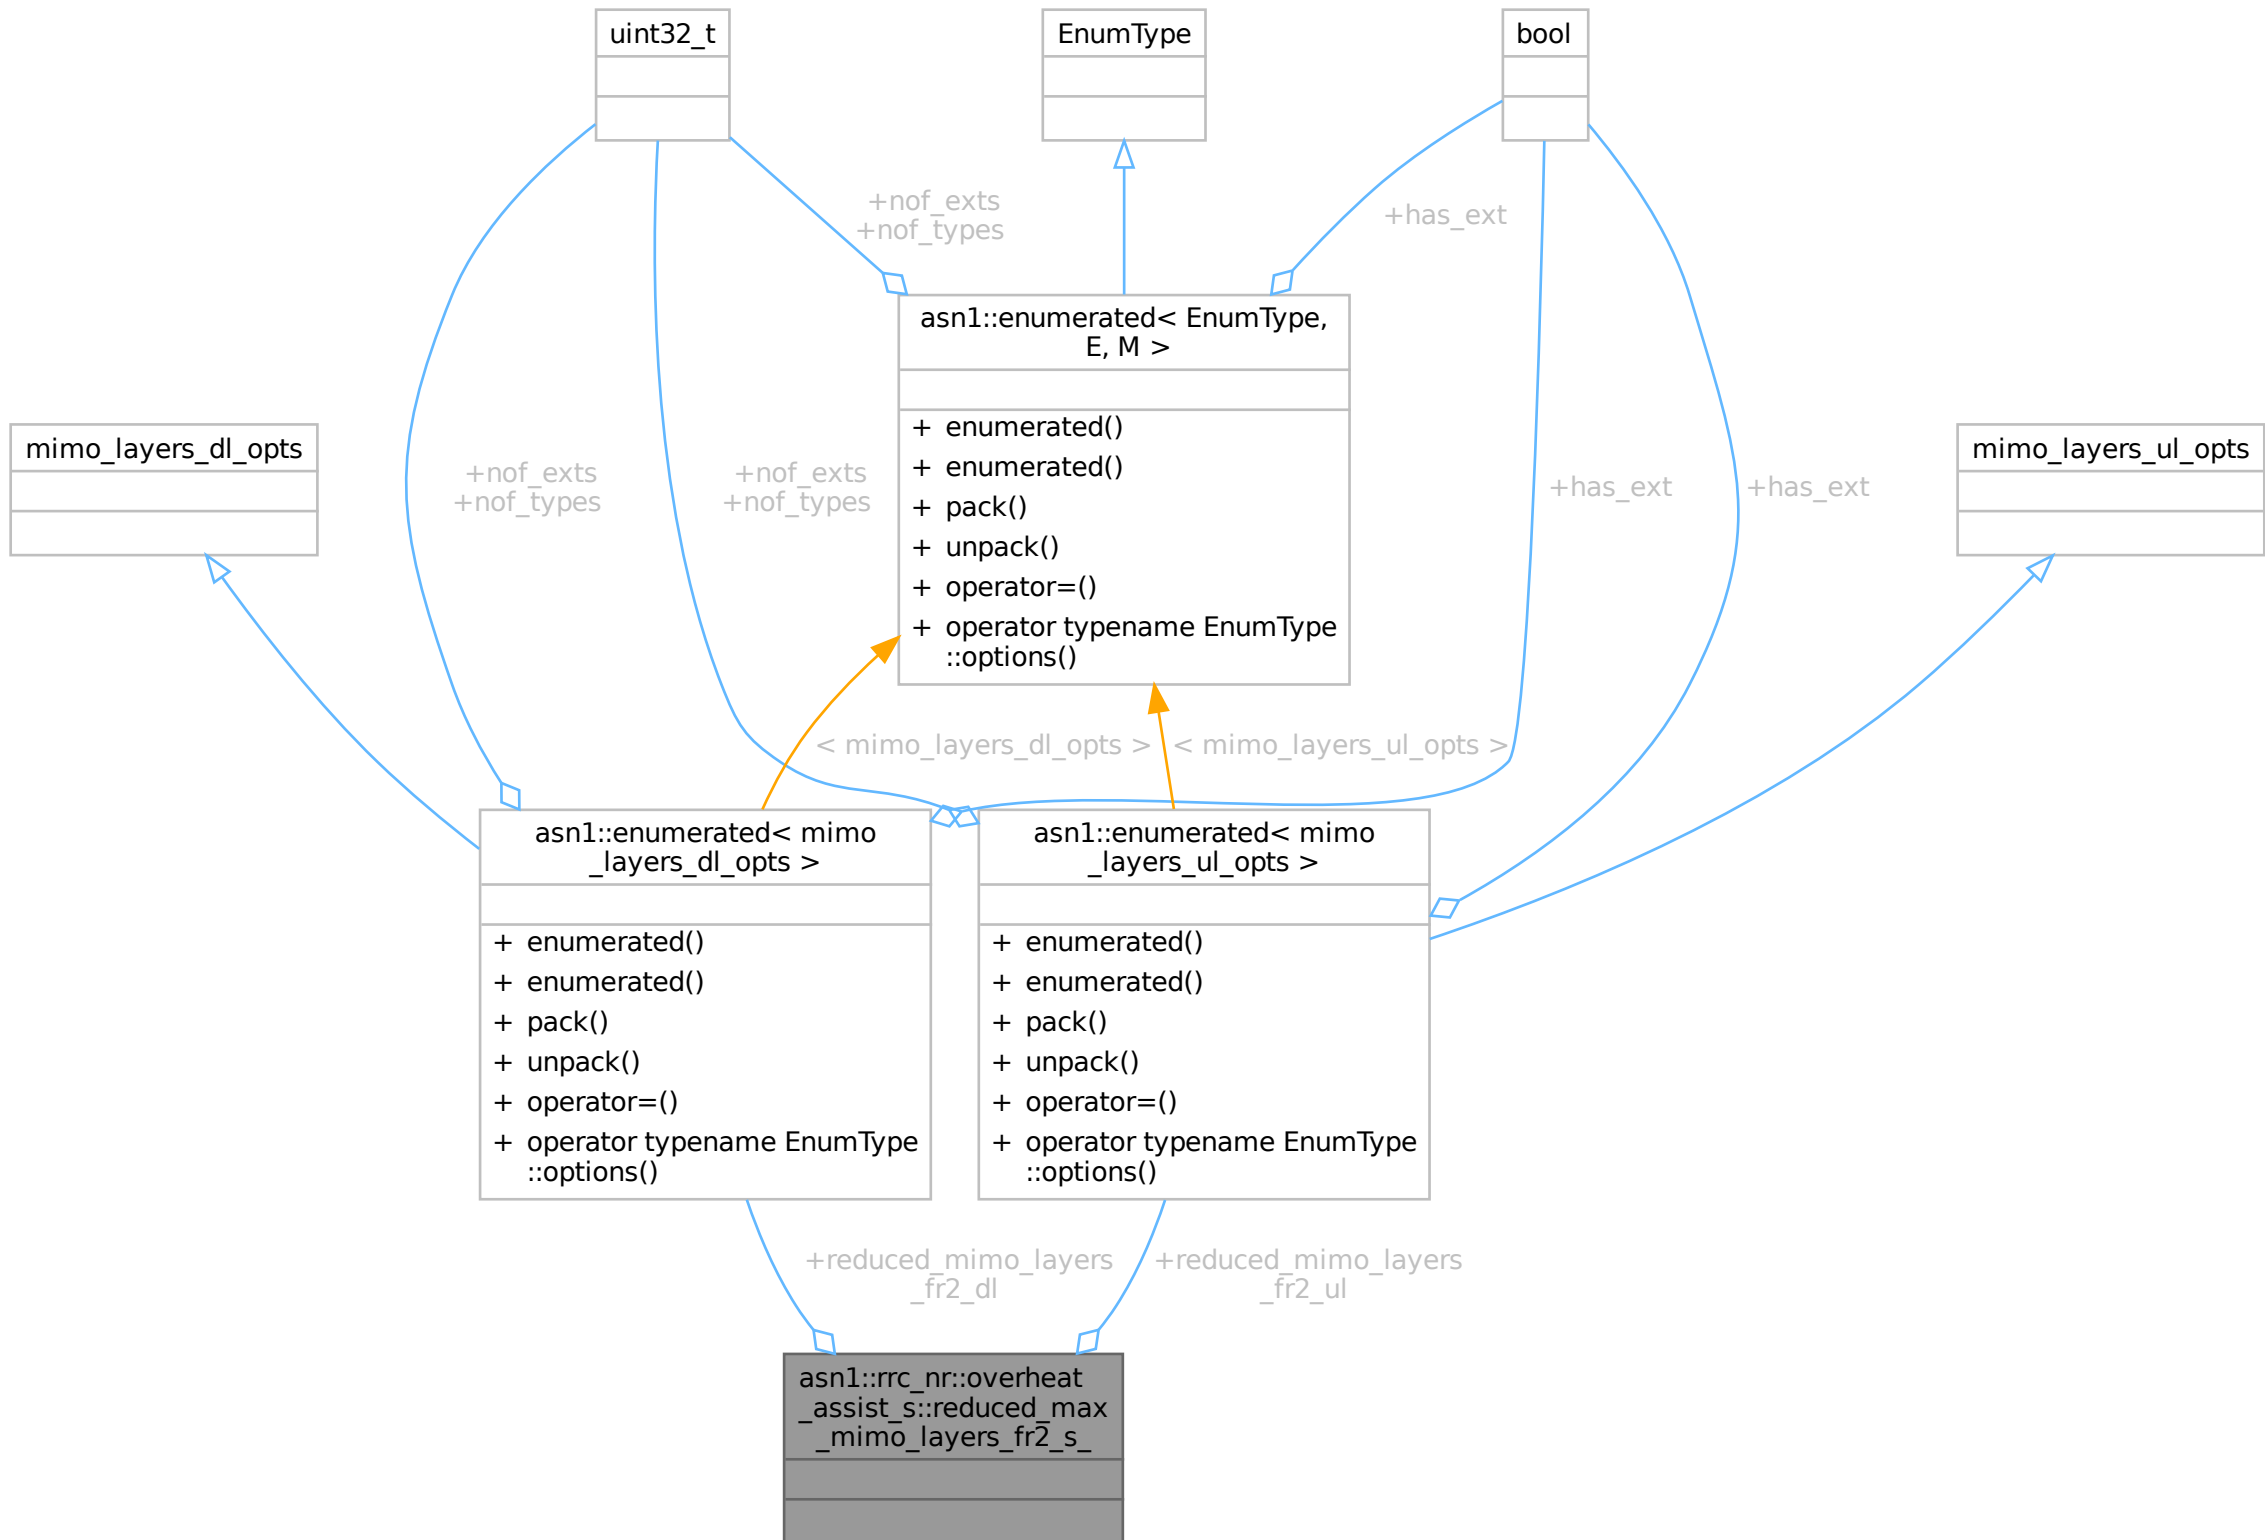 uint32_t
EnumType
bool
+nof_exts
+nof_types
+has_ext
asn1::enumerated< EnumType,
E, M >
+ enumerated()
+ enumerated()
+ pack()
+ unpack()
+ operator=()
+ operator typename EnumType
::options()
mimo_layers_dl_opts
+nof_exts
+nof_types
+nof_exts
+nof_types
+has_ext
+has_ext
mimo_layers_ul_opts
< mimo_layers_dl_opts >
< mimo_layers_ul_opts >
asn1::enumerated< mimo
_layers_dl_opts >
+ enumerated()
+ enumerated()
+ pack()
+ unpack()
+ operator=()
+ operator typename EnumType
::options()
asn1::enumerated< mimo
_layers_ul_opts >
+ enumerated()
+ enumerated()
+ pack()
+ unpack()
+ operator=()
+ operator typename EnumType
::options()
+reduced_mimo_layers
_fr2_dl
+reduced_mimo_layers
_fr2_ul
asn1::rrc_nr::overheat
_assist_s::reduced_max
_mimo_layers_fr2_s_